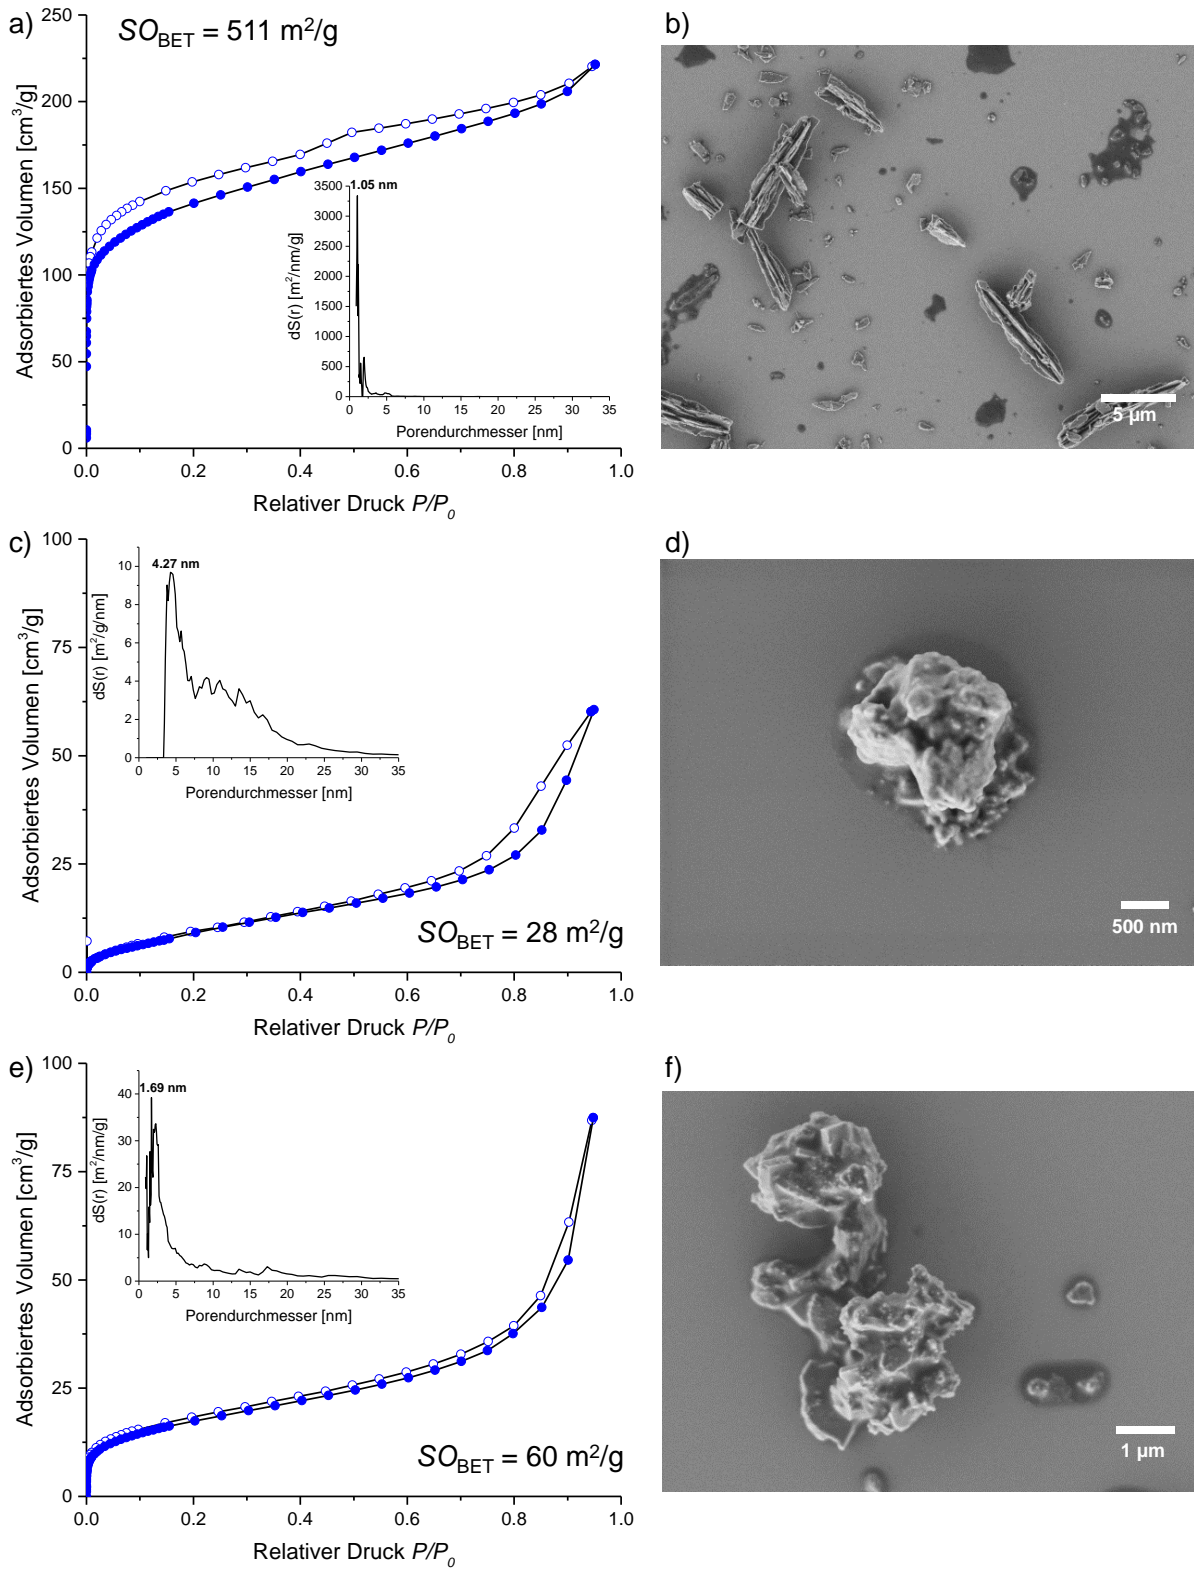 a)
SO_BET = 511 m²/g
250
200
150
100
50
0
Adsorbiertes Volumen [cm³/g]
0.0 0.2 0.4 0.6 0.8 1.0
Relativer Druck P/P₀
1.05 nm
3500
3000
2500
2000
1500
1000
500
0
dS(r) [m²/nm/g]
0 5 10 15 20 25 30 35
Porendurchmesser [nm]
b)
5 µm
c)
100
75
50
25
0
Adsorbiertes Volumen [cm³/g]
4.27 nm
10
8
6
4
2
0
dS(r) [m²/g/nm]
0 5 10 15 20 25 30 35
Porendurchmesser [nm]
SO_BET = 28 m²/g
0.0 0.2 0.4 0.6 0.8 1.0
Relativer Druck P/P₀
d)
500 nm
e)
100
75
50
25
0
Adsorbiertes Volumen [cm³/g]
1.69 nm
40
30
20
10
0
dS(r) [m²/nm/g]
0 5 10 15 20 25 30 35
Porendurchmesser [nm]
SO_BET = 60 m²/g
0.0 0.2 0.4 0.6 0.8 1.0
Relativer Druck P/P₀
f)
1 µm